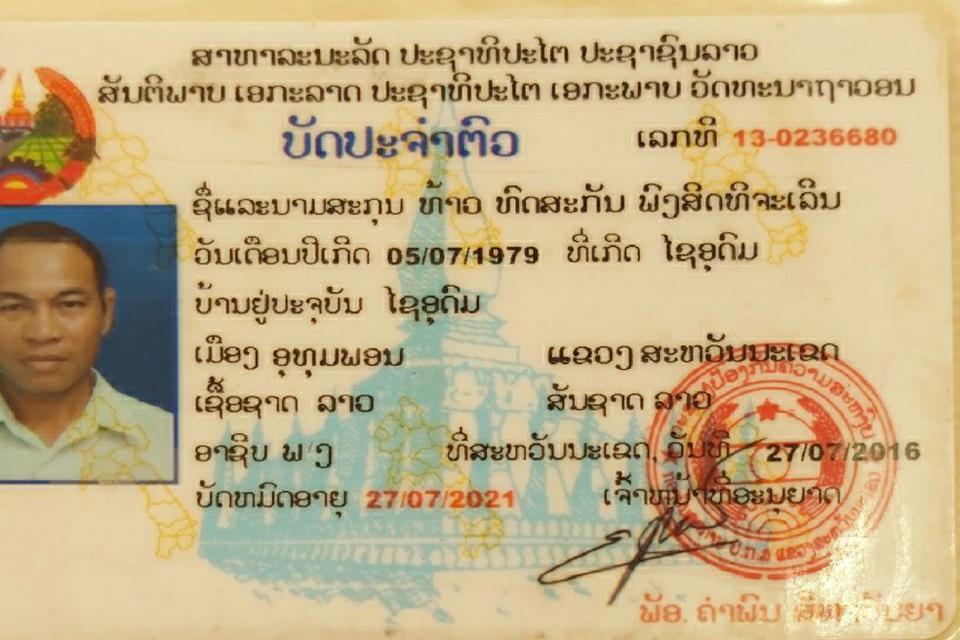 ສາທາລະນະລັດ ປະຊາທິປະໄຕ ປະຊາຊົນລາວ
ສັນຕິພາບ ເອກະລາດ ປະຊາທິປະໄຕ ເອກະພາບ ວັດທະນາຖາວອນ
ບັດປະຈຳຕົວ ເລກທີ 13-0236680
ຊື່ແລະນາມສະກຸນ ທ້າວ ທົດສະກັນ ພົງສິດທິຈະເລີນ
ວັນເດືອນປີເກີດ 05/07/1979 ທີ່ເກີດ ໄຊອຸດົມ
ບ້ານຢູ່ປະຈຸບັນ ໄຊອຸດົມ
ເມືອງ ອຸທຸມພອນ ແຂວງ ສະຫວັນນະເຂດ
ເຊື້ອຊາດ ລາວ ສັນຊາດ ລາວ
ອາຊິບ ພ/ງ ທີ່ສະຫວັນນະເຂດ, ວັນທີ 27/07/2016
ບັດຫມົດອາຍຸ 27/07/2021 ເຈົ້າຫນ້າທີ່ອະນຸຍາດ
ພັອ. ຄຳພົນ